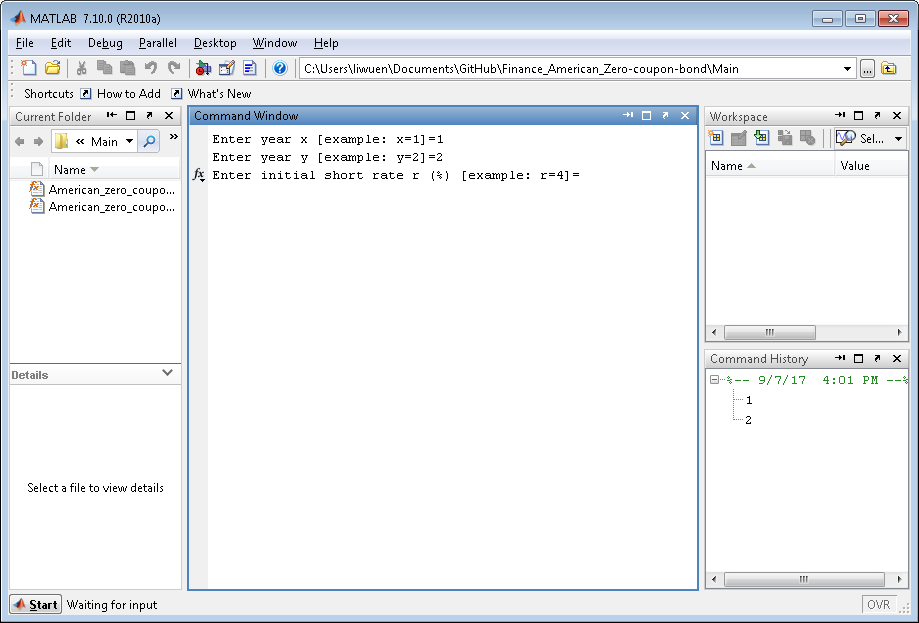 MATLAB 7.10.0 (R2010a)
File Edit Debug Parallel Desktop Window Help
C:\Users\liwuen\Documents\GitHub\Finance_American_Zero-coupon-bond\Main
...
Shortcuts How to Add What's New
Current Folder
« Main
»
Name
American_zero_coupo...
American_zero_coupo...
Details
Select a file to view details
Command Window
Enter year x [example: x=1]=1
Enter year y [example: y=2]=2
fx Enter initial short rate r (%) [example: r=4]=
Workspace
Sel...
Name Value
Command History
%-- 9/7/17 4:01 PM --%
1
2
Start Waiting for input
OVR